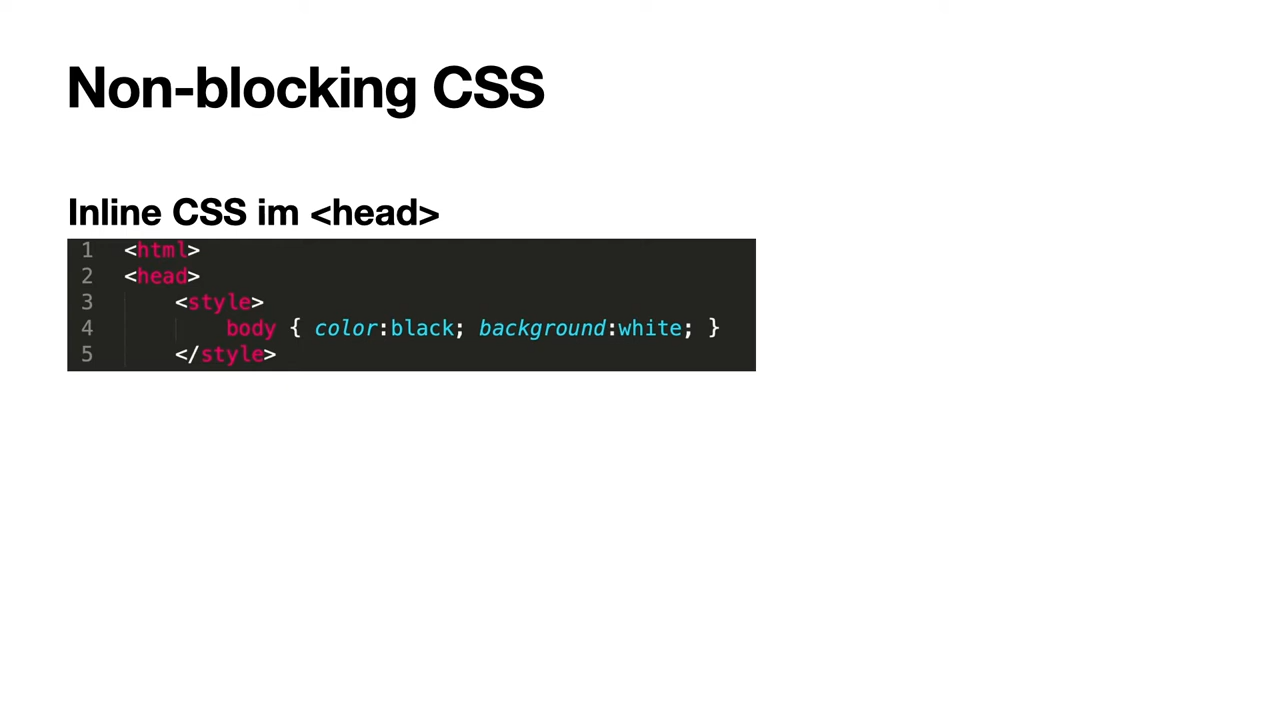 Non-blocking CSS
Inline CSS im <head>
1 <html>
2 <head>
3 <style>
4 body { color:black; background:white; }
5 </style>